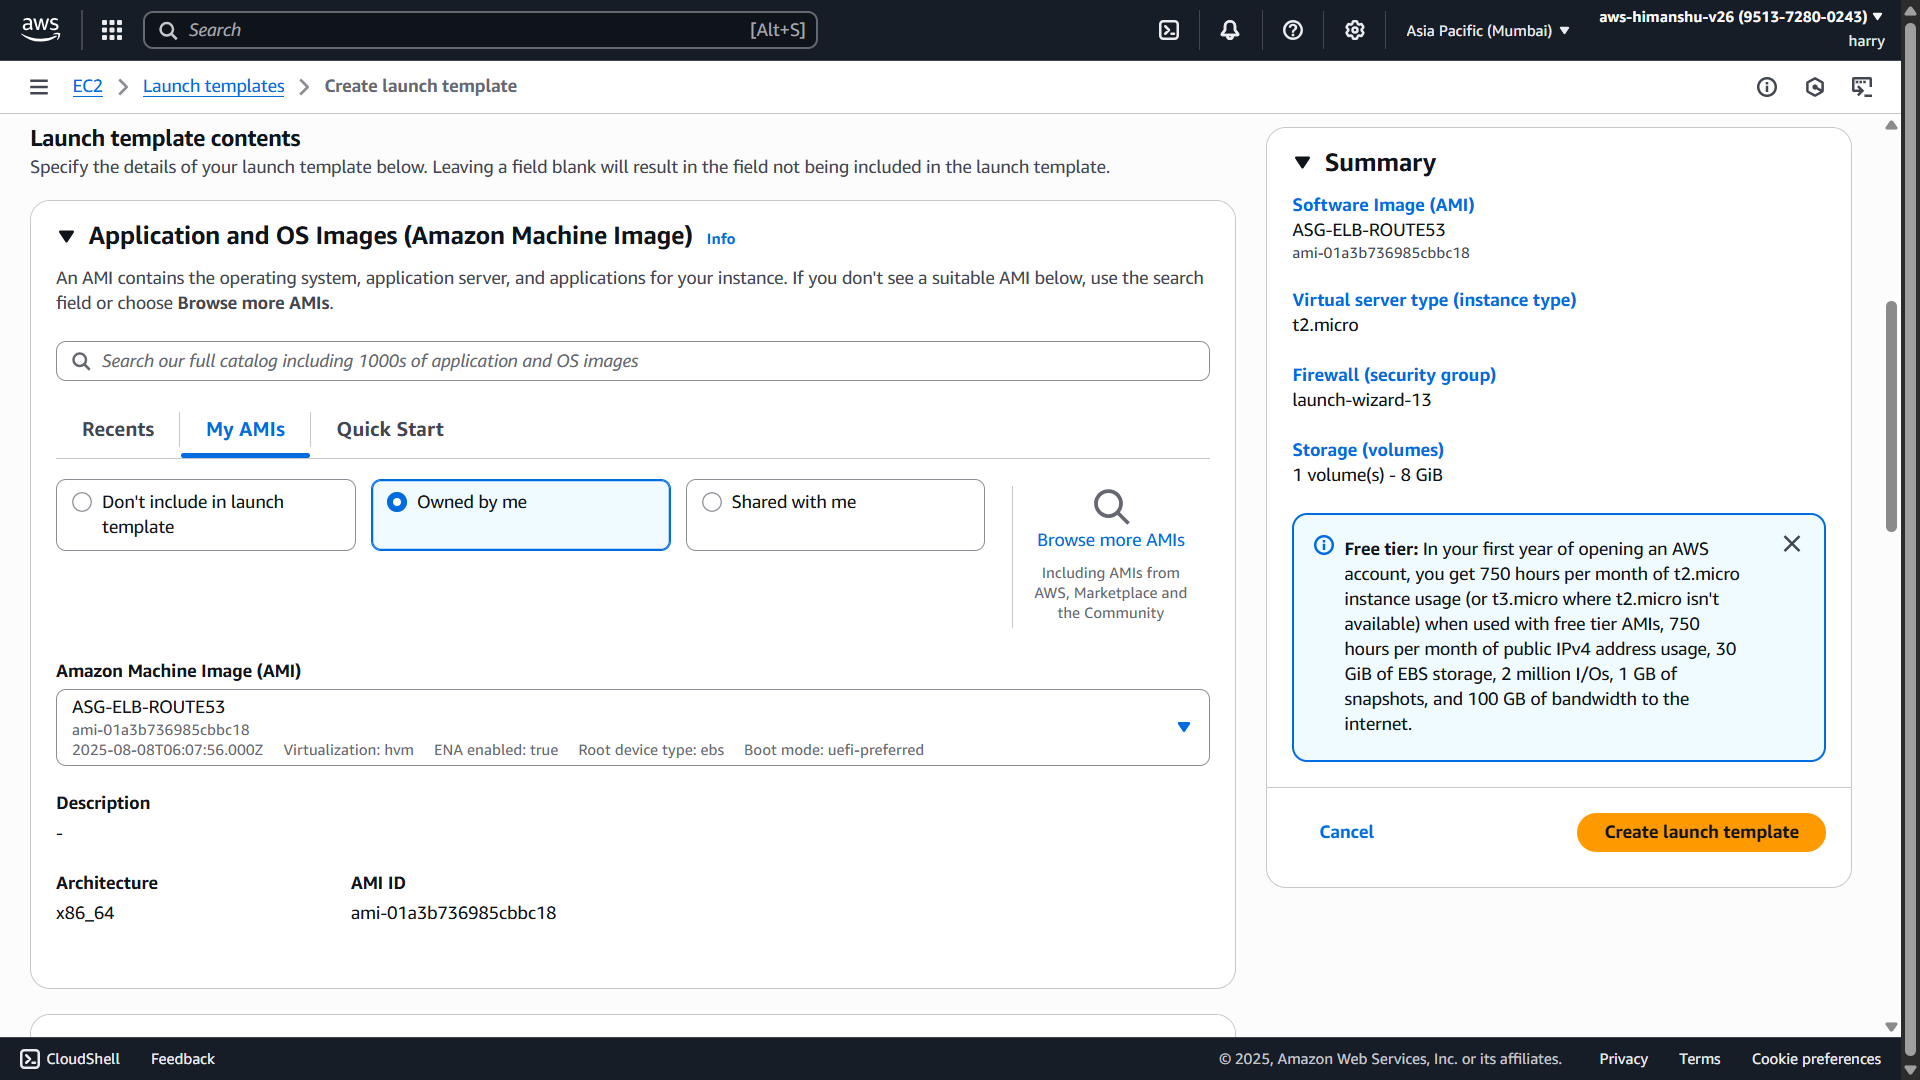 aws
Search
[Alt+S]
Asia Pacific (Mumbai)
aws-himanshu-v26 (9513-7280-0243)
harry
EC2
Launch templates
Create launch template
Launch template contents
Specify the details of your launch template below. Leaving a field blank will result in the field not being included in the launch template.
Application and OS Images (Amazon Machine Image)
Info
An AMI contains the operating system, application server, and applications for your instance. If you don't see a suitable AMI below, use the search
field or choose Browse more AMIs.
Search our full catalog including 1000s of application and OS images
Recents
My AMIs
Quick Start
Don't include in launch
template
Owned by me
Shared with me
Browse more AMIs
Including AMIs from
AWS, Marketplace and
the Community
Amazon Machine Image (AMI)
ASG-ELB-ROUTE53
ami-01a3b736985cbbc18
2025-08-08T06:07:56.000Z Virtualization: hvm ENA enabled: true Root device type: ebs Boot mode: uefi-preferred
Description
-
Architecture
x86_64
AMI ID
ami-01a3b736985cbbc18
Summary
Software Image (AMI)
ASG-ELB-ROUTE53
ami-01a3b736985cbbc18
Virtual server type (instance type)
t2.micro
Firewall (security group)
launch-wizard-13
Storage (volumes)
1 volume(s) - 8 GiB
Free tier: In your first year of opening an AWS
account, you get 750 hours per month of t2.micro
instance usage (or t3.micro where t2.micro isn't
available) when used with free tier AMIs, 750
hours per month of public IPv4 address usage, 30
GiB of EBS storage, 2 million I/Os, 1 GB of
snapshots, and 100 GB of bandwidth to the
internet.
Cancel
Create launch template
CloudShell
Feedback
© 2025, Amazon Web Services, Inc. or its affiliates.
Privacy
Terms
Cookie preferences